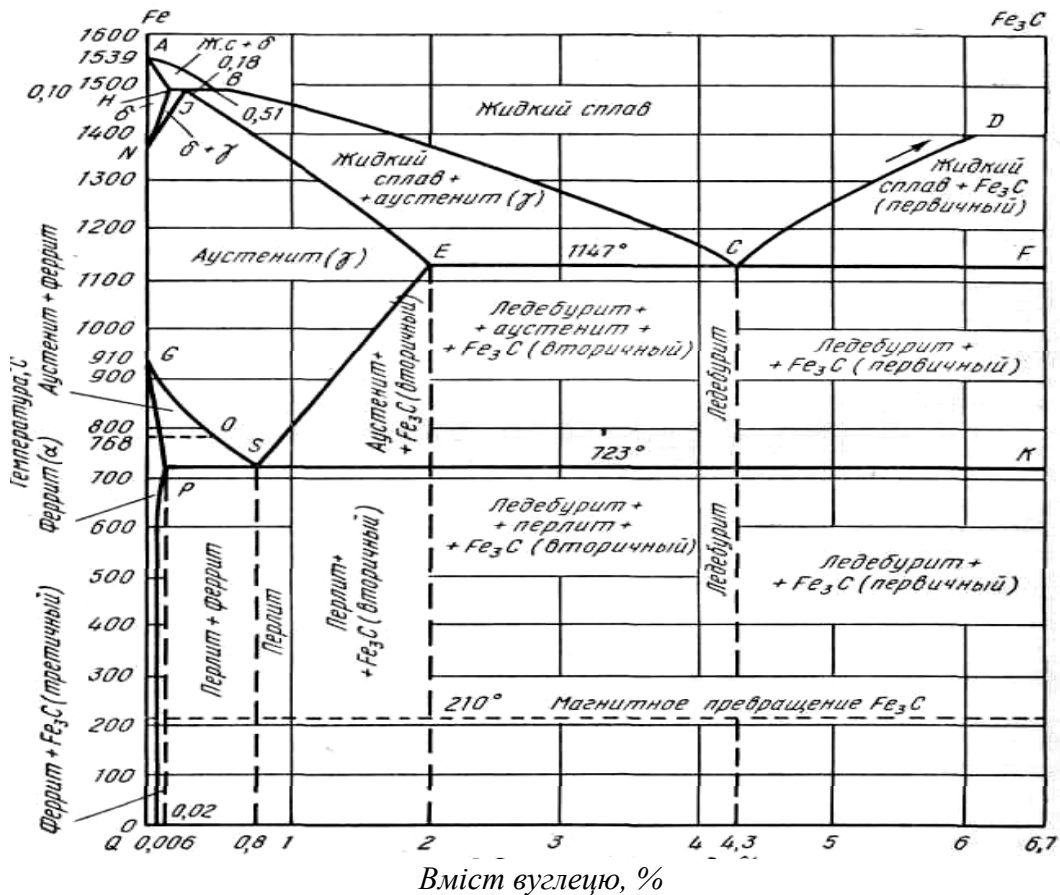 Fe
Fe₃C
1600
1539
1500
1400
1300
1200
1100
1000
910
900
800
768
700
600
500
400
300
200
100
0
A
Ж.с + δ
0,18
B
0,10
H
δ
J
0,51
N
δ + γ
Жидкий сплав
D
Жидкий
сплав +
+аустенит (γ)
Жидкий
сплав + Fe₃C
(первичный)
Аустенит (γ)
E
1147°
C
F
Аустенит + феррит
G
O
S
Температура,°С
Феррит (α)
P
Аустенит+
+ Fe₃C (вторичный)
Ледебурит+
+ аустенит +
+Fe₃C (вторичный)
Ледебурит
Ледебурит+
+Fe₃C (первичный)
723°
K
Феррит + Fe₃C (третичный)
Перлит + феррит
Перлит
Перлит+
+Fe₃C (вторичный)
Ледебурит+
+ перлит +
+Fe₃C (вторичный)
Ледебурит
Ледебурит+
+Fe₃C (первичный)
210°
Магнитное превращение Fe₃C
0,02
Q 0,006 0,8 1 2 3 4 4,3 5 6 6,7
Вміст вуглецю, %